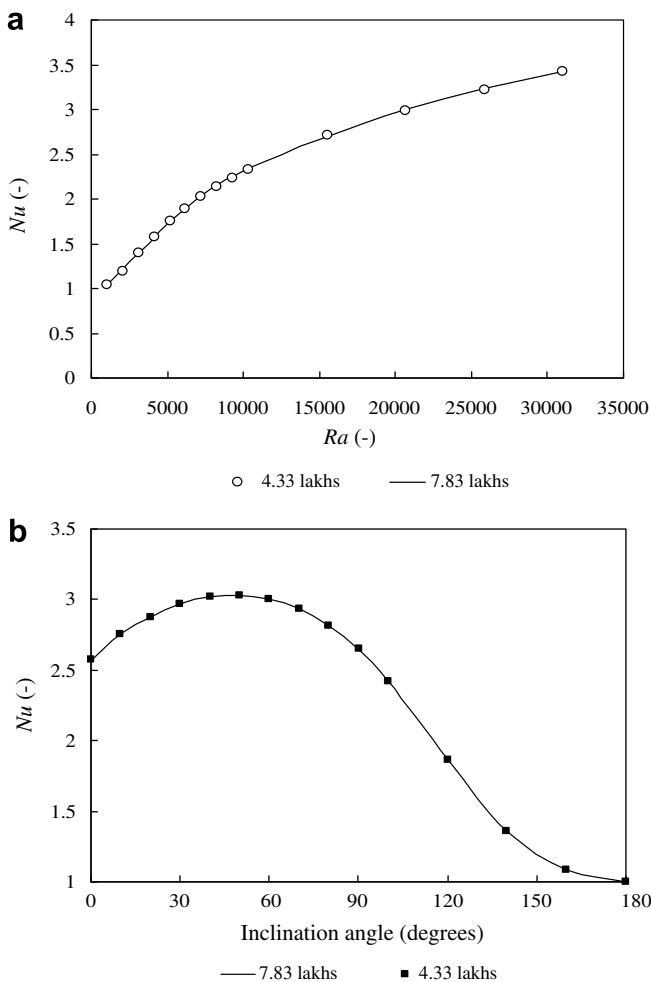 a
4
3.5
3
2.5
2
1.5
1
0.5
0
Nu (-)
0 5000 10000 15000 20000 25000 30000 35000
Ra (-)
4.33 lakhs 7.83 lakhs
b
3.5
3
2.5
2
1.5
1
Nu (-)
0 30 60 90 120 150 180
Inclination angle (degrees)
7.83 lakhs 4.33 lakhs